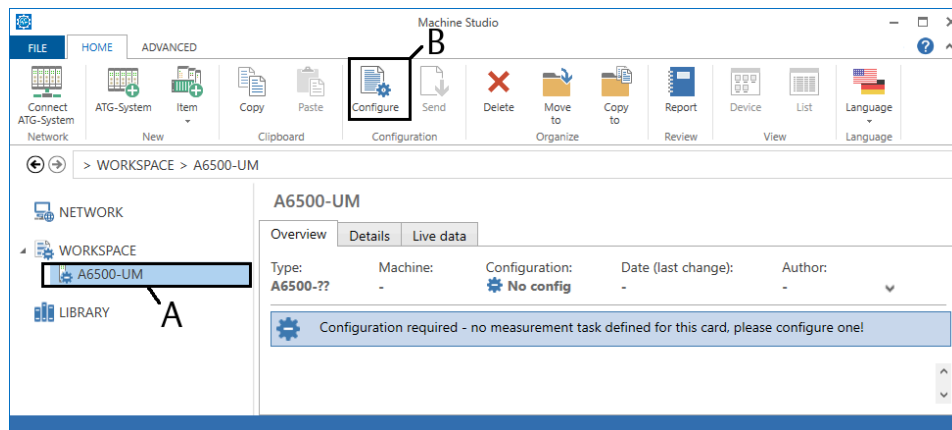 Machine Studio
B
FILE HOME ADVANCED
Connect ATG-System Item Copy Paste Configure Send Delete Move Copy Report Device List Language
ATG-System to to
Network New Clipboard Configuration Organize Review View Language
> WORKSPACE > A6500-UM
NETWORK
WORKSPACE
A6500-UM
A
LIBRARY
A6500-UM
Overview Details Live data
Type: Machine: Configuration: Date (last change): Author:
A6500-?? - No config - -
Configuration required - no measurement task defined for this card, please configure one!